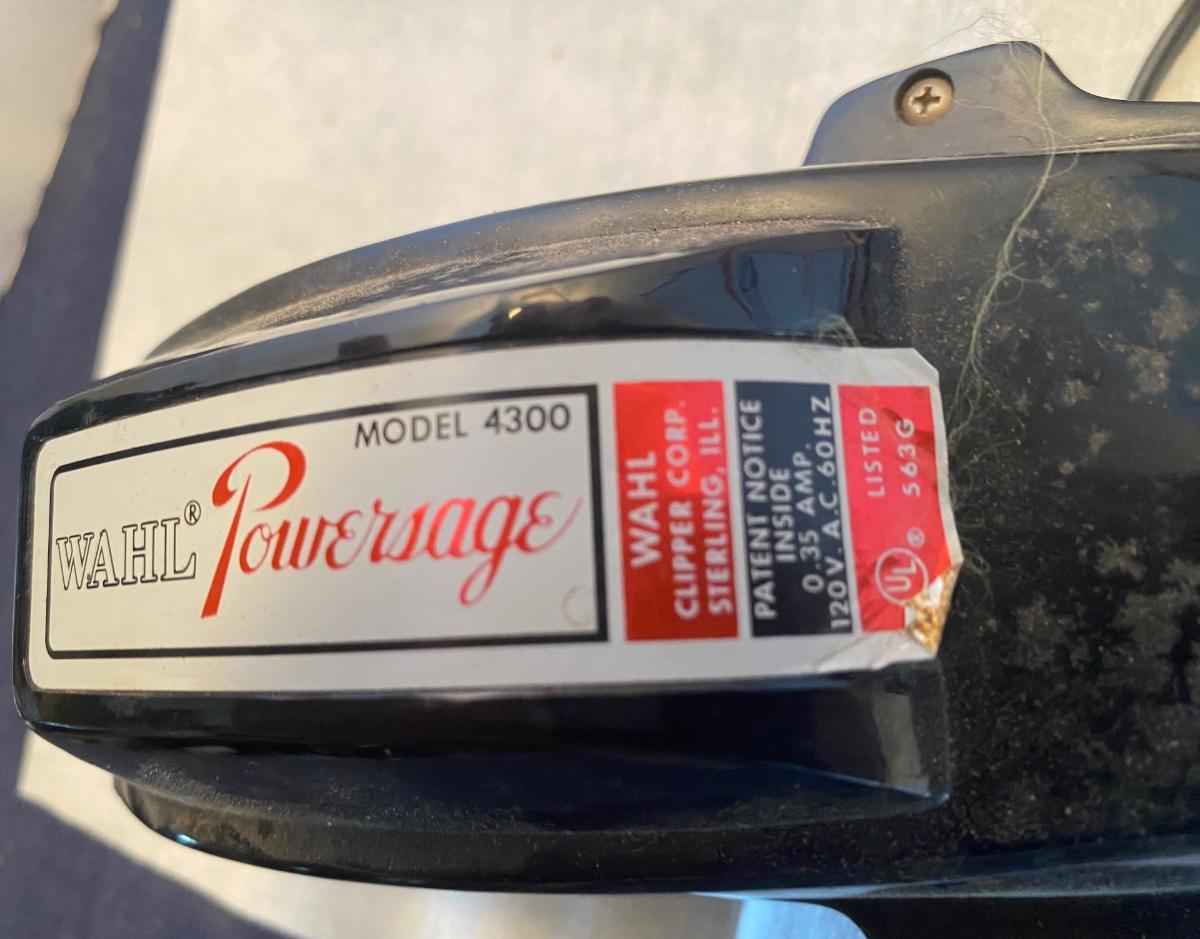 MODEL 4300
WAHL® Powersage
WAHL
CLIPPER CORP.
STERLING, ILL.
PATENT NOTICE
INSIDE
0.35 AMP.
120V. A.C. 60HZ
LISTED
563G
UL®